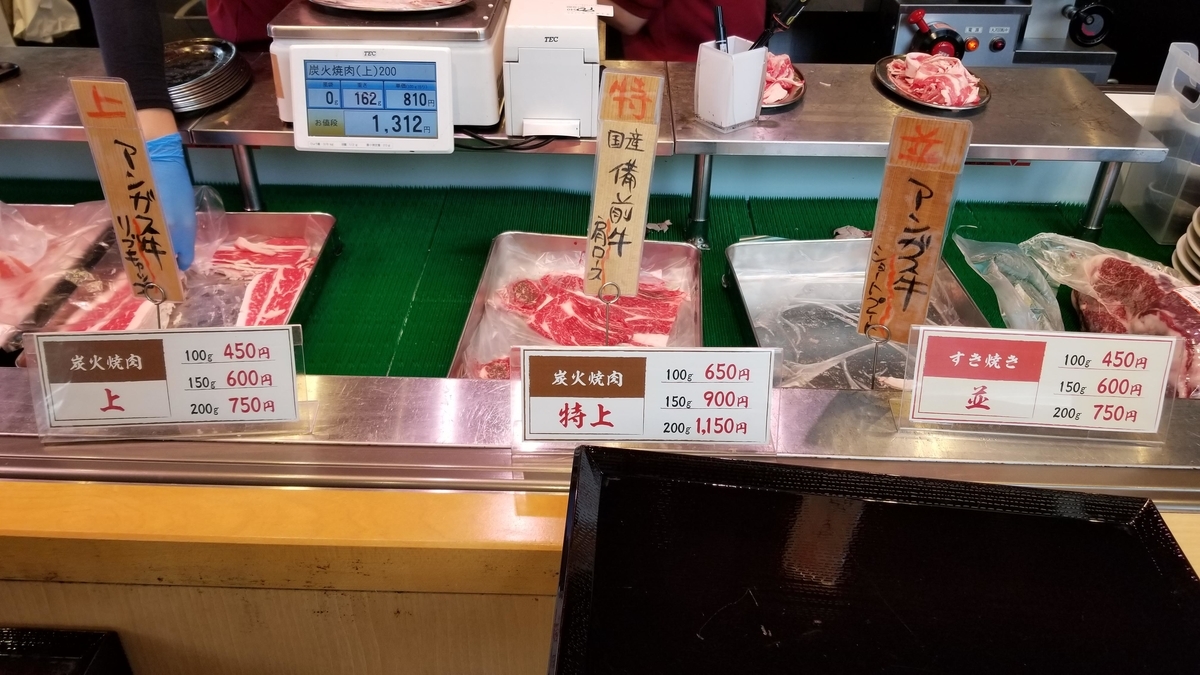 TEC
TEC
炭火焼肉(上)200
0g 162g 810円
お値段 1,312円
上
アンガス牛
リブキャップ
特
国産
備前牛
肩ロース
並
アンガス牛
ショートプレート
炭火焼肉
上
100g 450円
150g 600円
200g 750円
炭火焼肉
特上
100g 650円
150g 900円
200g 1,150円
すき焼き
並
100g 450円
150g 600円
200g 750円